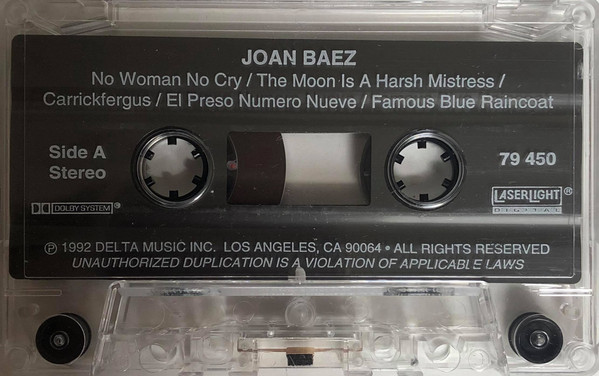 JOAN BAEZ
No Woman No Cry / The Moon Is A Harsh Mistress /
Carrickfergus / El Preso Numero Nueve / Famous Blue Raincoat
Side A
Stereo
79 450
DOLBY SYSTEM ®
LASERLIGHT ®
DIGITAL
℗ 1992 DELTA MUSIC INC. LOS ANGELES, CA 90064 • ALL RIGHTS RESERVED
UNAUTHORIZED DUPLICATION IS A VIOLATION OF APPLICABLE LAWS